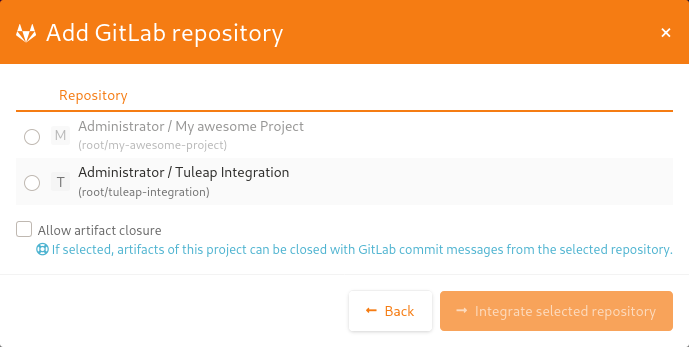 Add GitLab repository
×
Repository
M
Administrator / My awesome Project
(root/my-awesome-project)
T
Administrator / Tuleap Integration
(root/tuleap-integration)
Allow artifact closure
If selected, artifacts of this project can be closed with GitLab commit messages from the selected repository.
← Back
→ Integrate selected repository